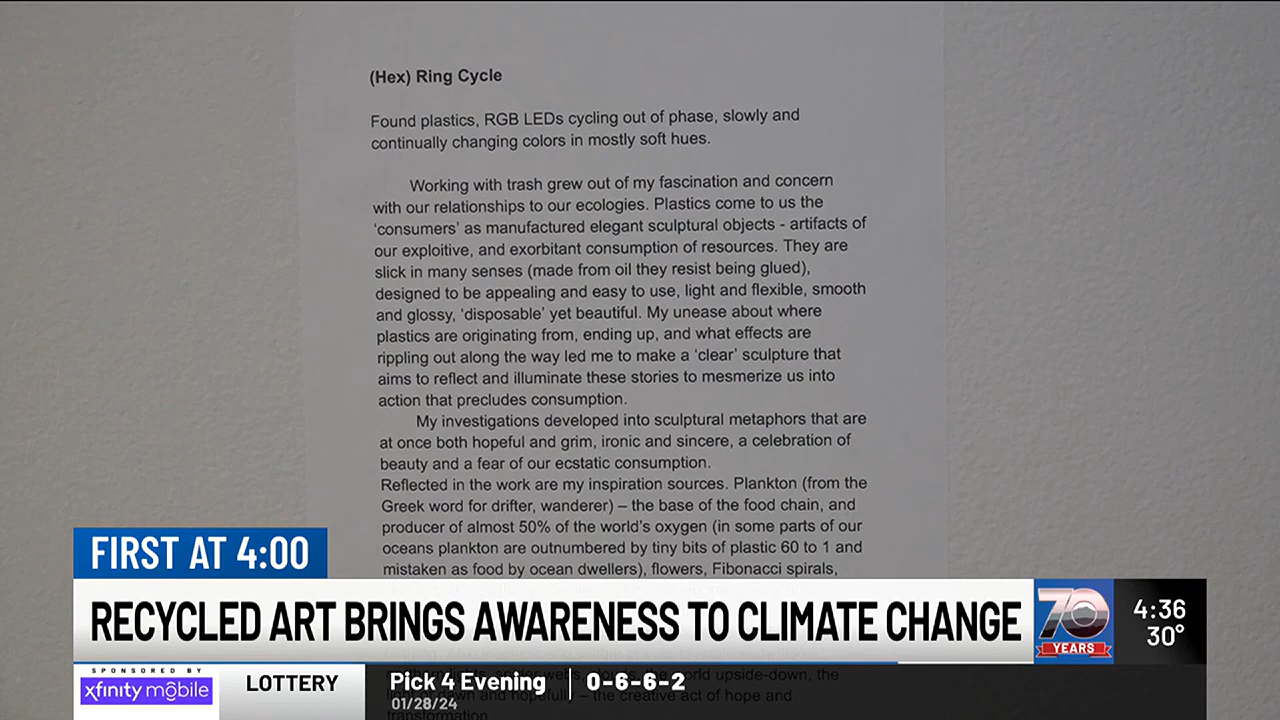 (Hex) Ring Cycle
Found plastics, RGB LEDs cycling out of phase, slowly and
continually changing colors in mostly soft hues.
Working with trash grew out of my fascination and concern
with our relationships to our ecologies. Plastics come to us the
‘consumers’ as manufactured elegant sculptural objects - artifacts of
our exploitive, and exorbitant consumption of resources. They are
slick in many senses (made from oil they resist being glued),
designed to be appealing and easy to use, light and flexible, smooth
and glossy, ‘disposable’ yet beautiful. My unease about where
plastics are originating from, ending up, and what effects are
rippling out along the way led me to make a ‘clear’ sculpture that
aims to reflect and illuminate these stories to mesmerize us into
action that precludes consumption.
My investigations developed into sculptural metaphors that are
at once both hopeful and grim, ironic and sincere, a celebration of
beauty and a fear of our ecstatic consumption.
Reflected in the work are my inspiration sources. Plankton (from the
Greek word for drifter, wanderer) – the base of the food chain, and
producer of almost 50% of the world’s oxygen (in some parts of our
oceans plankton are outnumbered by tiny bits of plastic 60 to 1 and
mistaken as food by ocean dwellers), flowers, Fibonacci spirals,
FIRST AT 4:00
RECYCLED ART BRINGS AWARENESS TO CLIMATE CHANGE
70
YEARS
4:36
30°
world upside-down, the
– the creative act of hope and
transformation
SPONSORED BY
xfinity mobile
LOTTERY
Pick 4 Evening
0-6-6-2
01/28/24